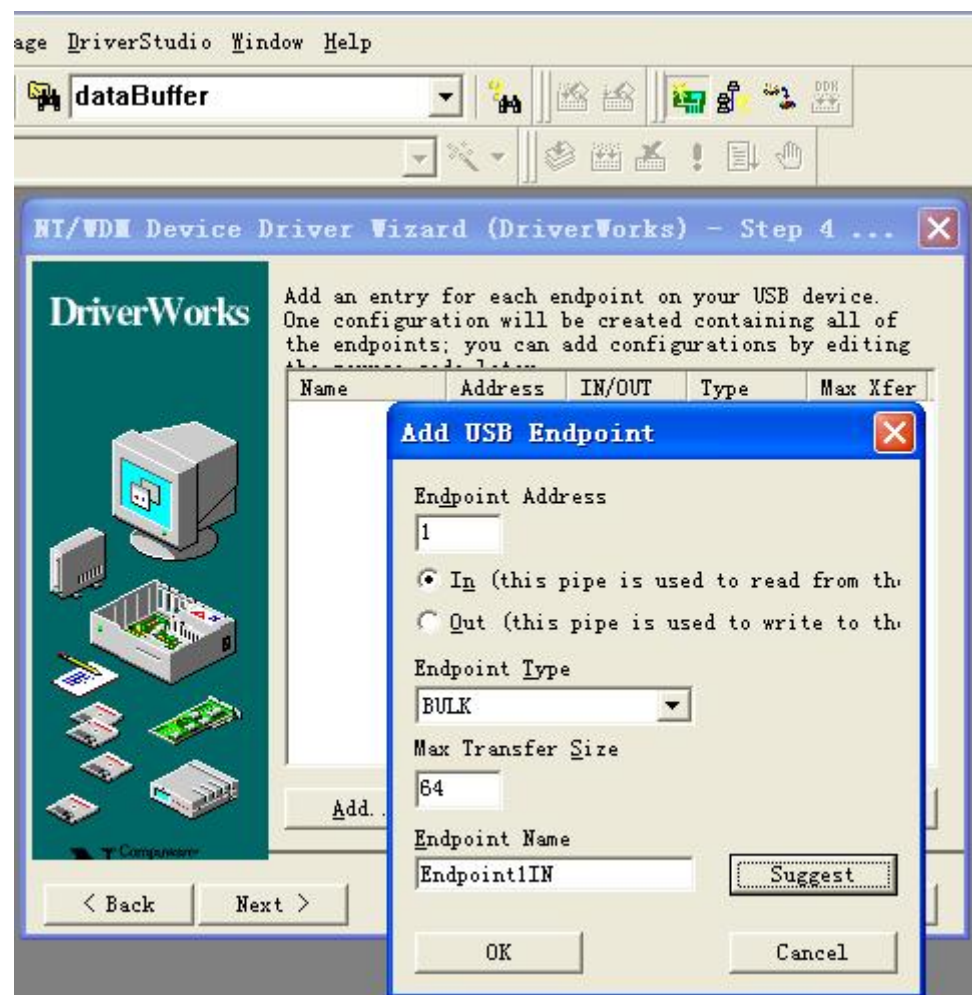 age DriverStudio Window Help
dataBuffer
NT/WDM Device Driver Wizard (DriverWorks) - Step 4 ...
DriverWorks
Add an entry for each endpoint on your USB device.
One configuration will be created containing all of
the endpoints; you can add configurations by editing
Name Address IN/OUT Type Max Xfer
Add USB Endpoint
Endpoint Address
1
In (this pipe is used to read from th
Out (this pipe is used to write to th
Endpoint Type
BULK
Max Transfer Size
64
Add..
Endpoint Name
Endpoint1IN
Suggest
Compuware
< Back
Next >
OK
Cancel